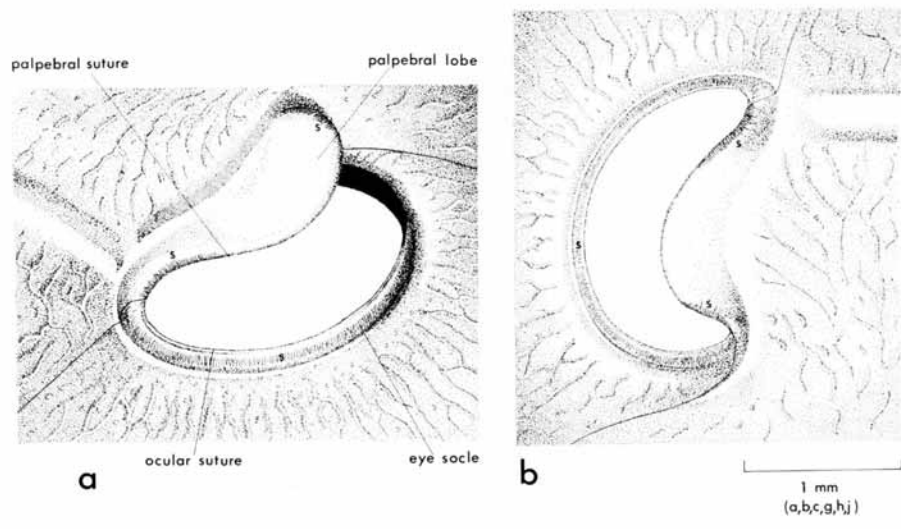 palpebral suture
palpebral lobe
s
s
s
ocular suture
eye socle
a
s
s
s
b
1 mm
(a,b,c,g,h,j)